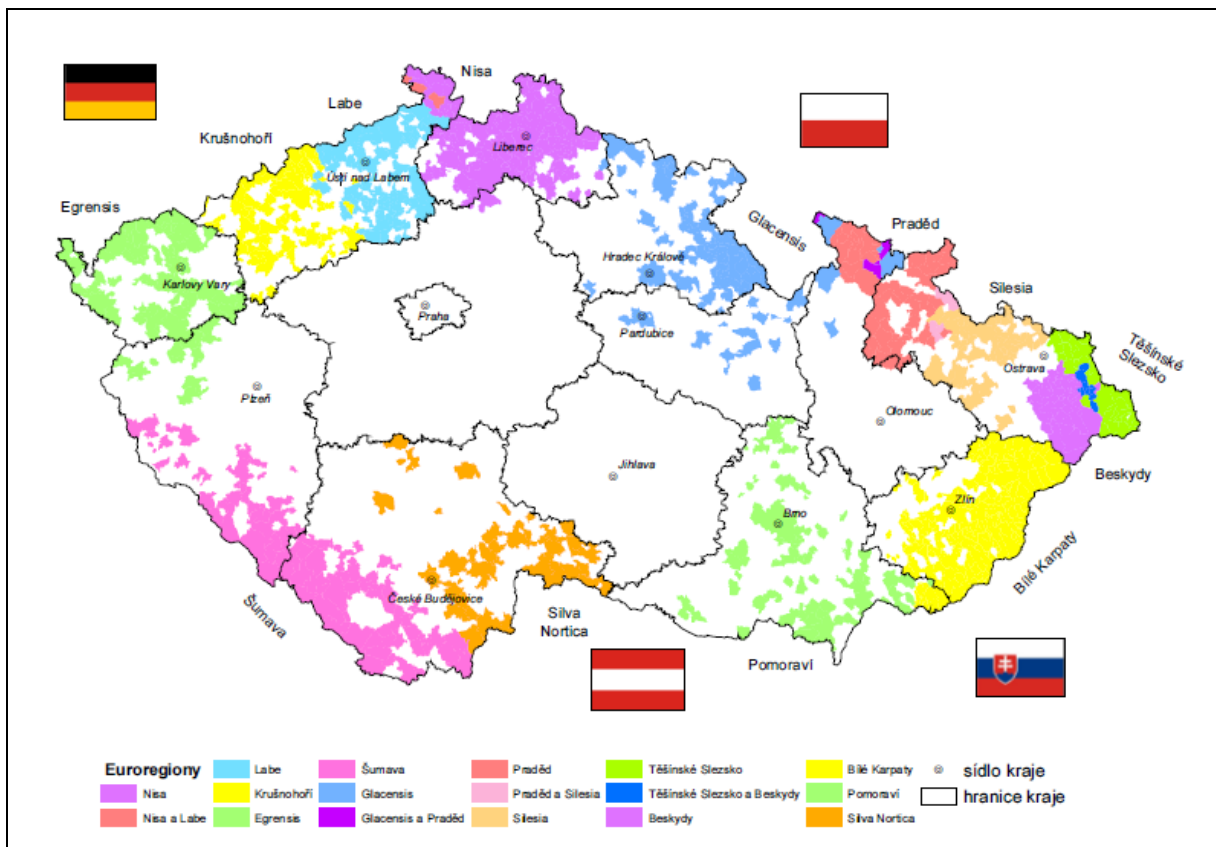 Nisa
Labe
Krušnohoří
Liberec
Ústí nad Labem
Egrensis
Glacensis
Praděd
Karlovy Vary
Hradec Králové
Silesia
Praha
Pardubice
Těšínské
Slezsko
Ostrava
Plzeň
Olomouc
Jihlava
Beskydy
Zlín
Brno
Bílé Karpaty
České Budějovice
Šumava
Silva
Nortica
Pomoraví
Euroregiony
Labe
Šumava
Praděd
Těšínské Slezsko
Bílé Karpaty
sídlo kraje
Nisa
Krušnohoří
Glacensis
Praděd a Silesia
Těšínské Slezsko a Beskydy
Pomoraví
hranice kraje
Nisa a Labe
Egrensis
Glacensis a Praděd
Silesia
Beskydy
Silva Nortica